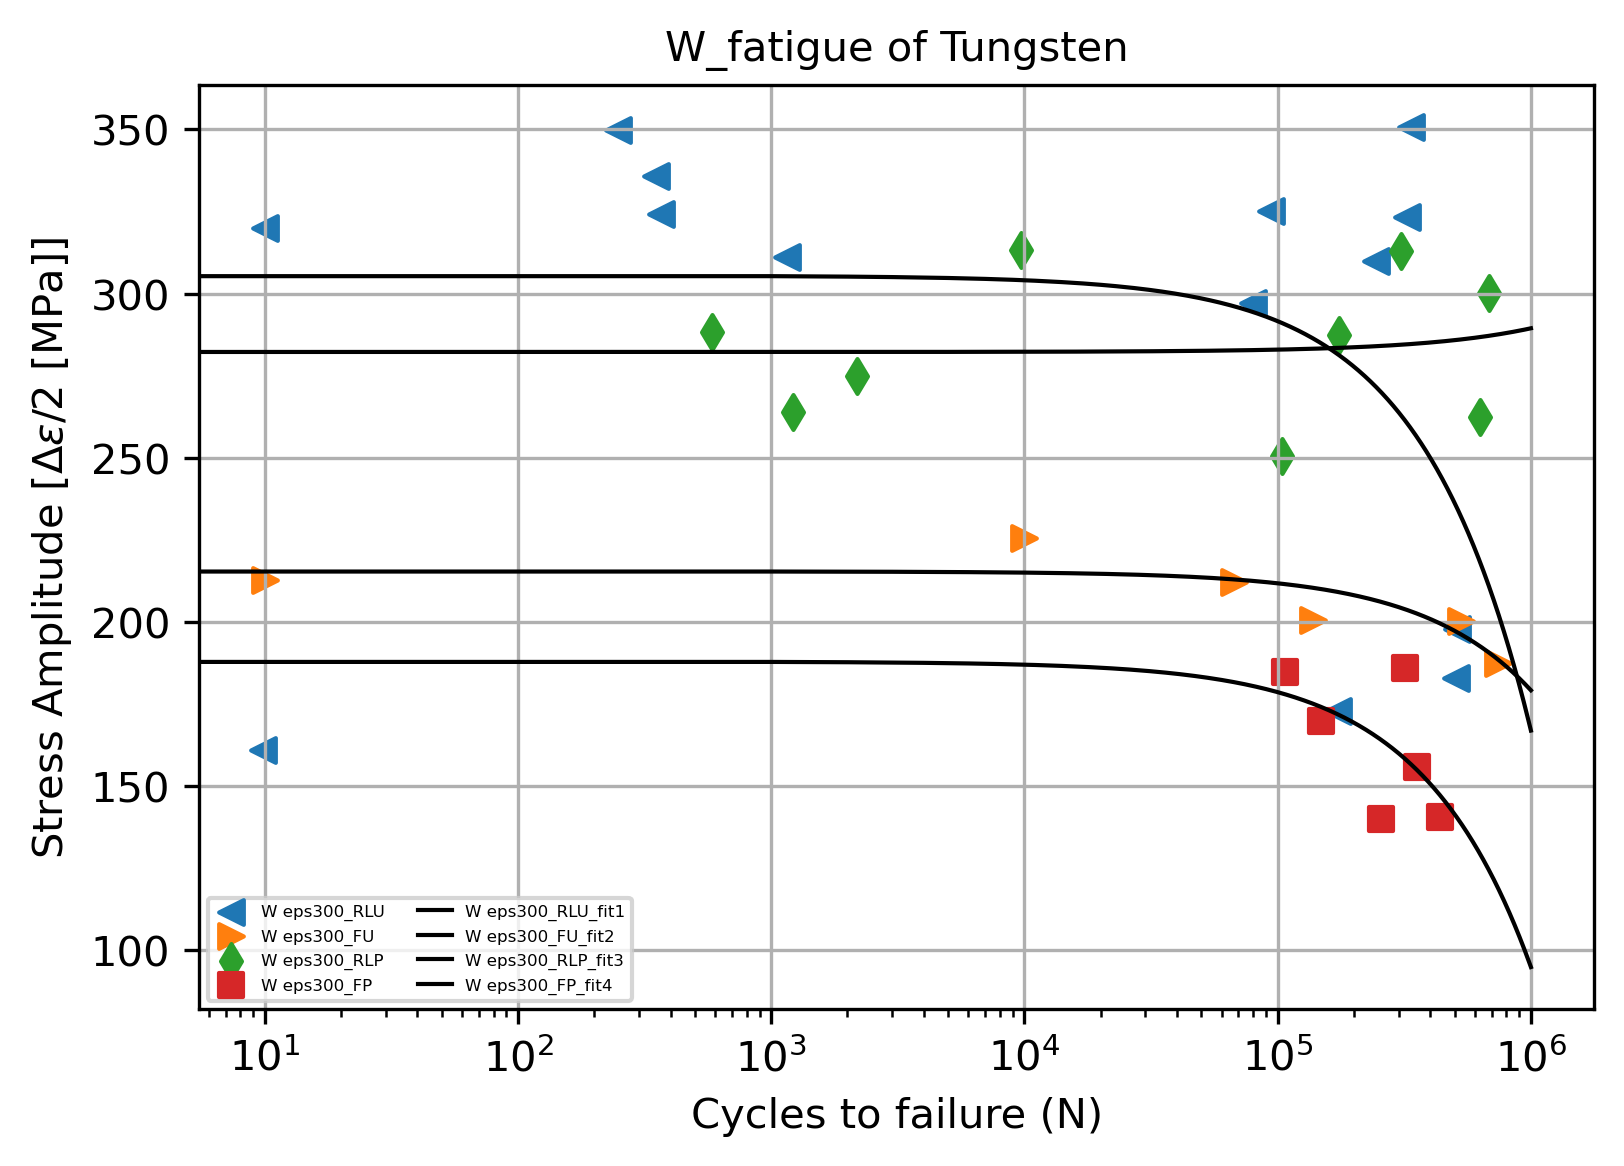 W_fatigue of Tungsten
Stress Amplitude [Δε/2 [MPa]]
350
300
250
200
150
100
W eps300_RLU
W eps300_FU
W eps300_RLP
W eps300_FP
W eps300_RLU_fit1
W eps300_FU_fit2
W eps300_RLP_fit3
W eps300_FP_fit4
10¹ 10² 10³ 10⁴ 10⁵ 10⁶
Cycles to failure (N)